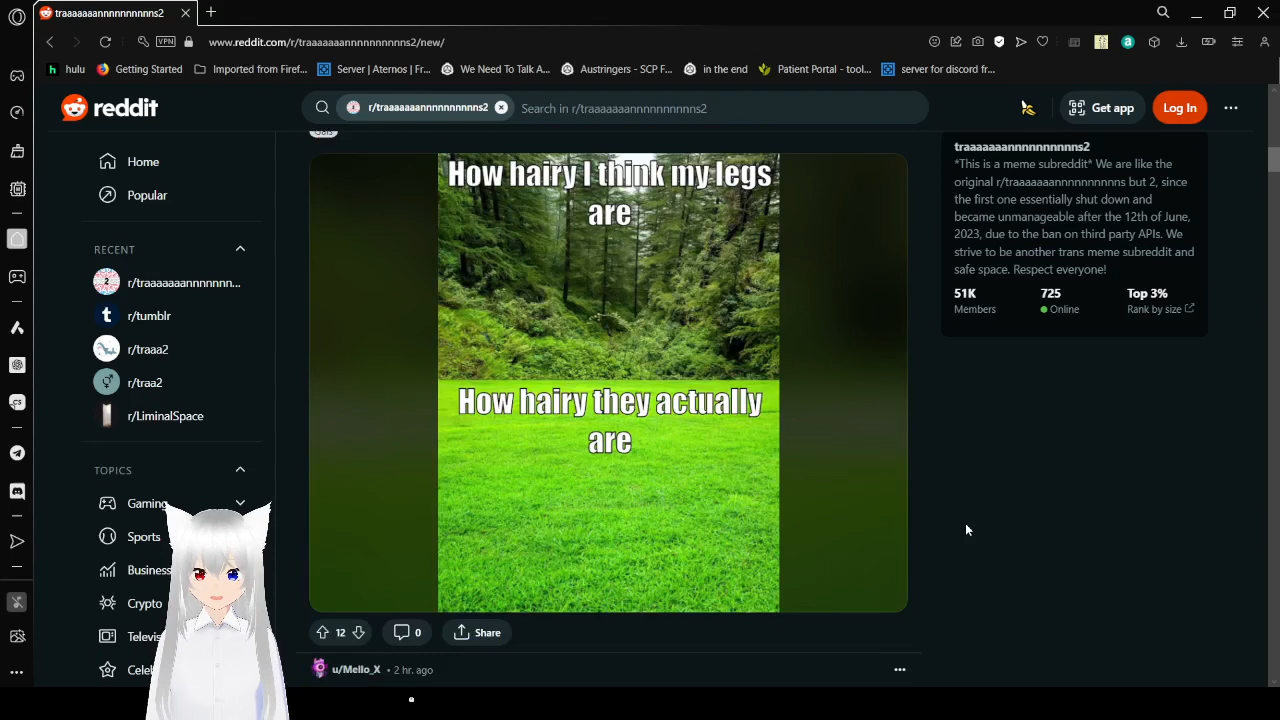 traaaaaaannnnnnnnnns2
www.reddit.com/r/traaaaaaannnnnnnnnns2/new/
VPN
hulu
Getting Started
Imported from Firef...
Server | Aternos | Fr...
We Need To Talk A...
Austringers - SCP F...
in the end
Patient Portal - tool...
server for discord fr...
reddit
r/traaaaaaannnnnnnnnns2
Search in r/traaaaaaannnnnnnnnns2
Get app
Log In
Home
Popular
RECENT
r/traaaaaaannnnnn...
r/tumblr
r/traaa2
r/traa2
r/LiminalSpace
TOPICS
Gaming
Sports
Business
Crypto
Televis
Celeb
How hairy I think my legs
are
How hairy they actually
are
12
0
Share
u/Mello_X • 2 hr. ago
traaaaaaannnnnnnnnns2
*This is a meme subreddit* We are like the
original r/traaaaaaannnnnnnnnns but 2, since
the first one essentially shut down and
became unmanageable after the 12th of June,
2023, due to the ban on third party APIs. We
strive to be another trans meme subreddit and
safe space. Respect everyone!
51K
Members
725
Online
Top 3%
Rank by size